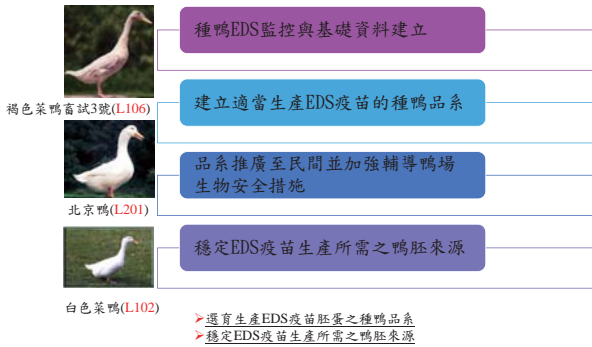 種鴨EDS監控與基礎資料建立
褐色菜鴨畜試3號(L106)
建立適當生產EDS疫苗的種鴨品系
品系推廣至民間並加強輔導鴨場
生物安全措施
北京鴨(L201)
穩定EDS疫苗生產所需之鴨胚來源
白色菜鴨(L102)
➢選育生產EDS疫苗胚蛋之種鴨品系
➢穩定EDS疫苗生產所需之鴨胚來源